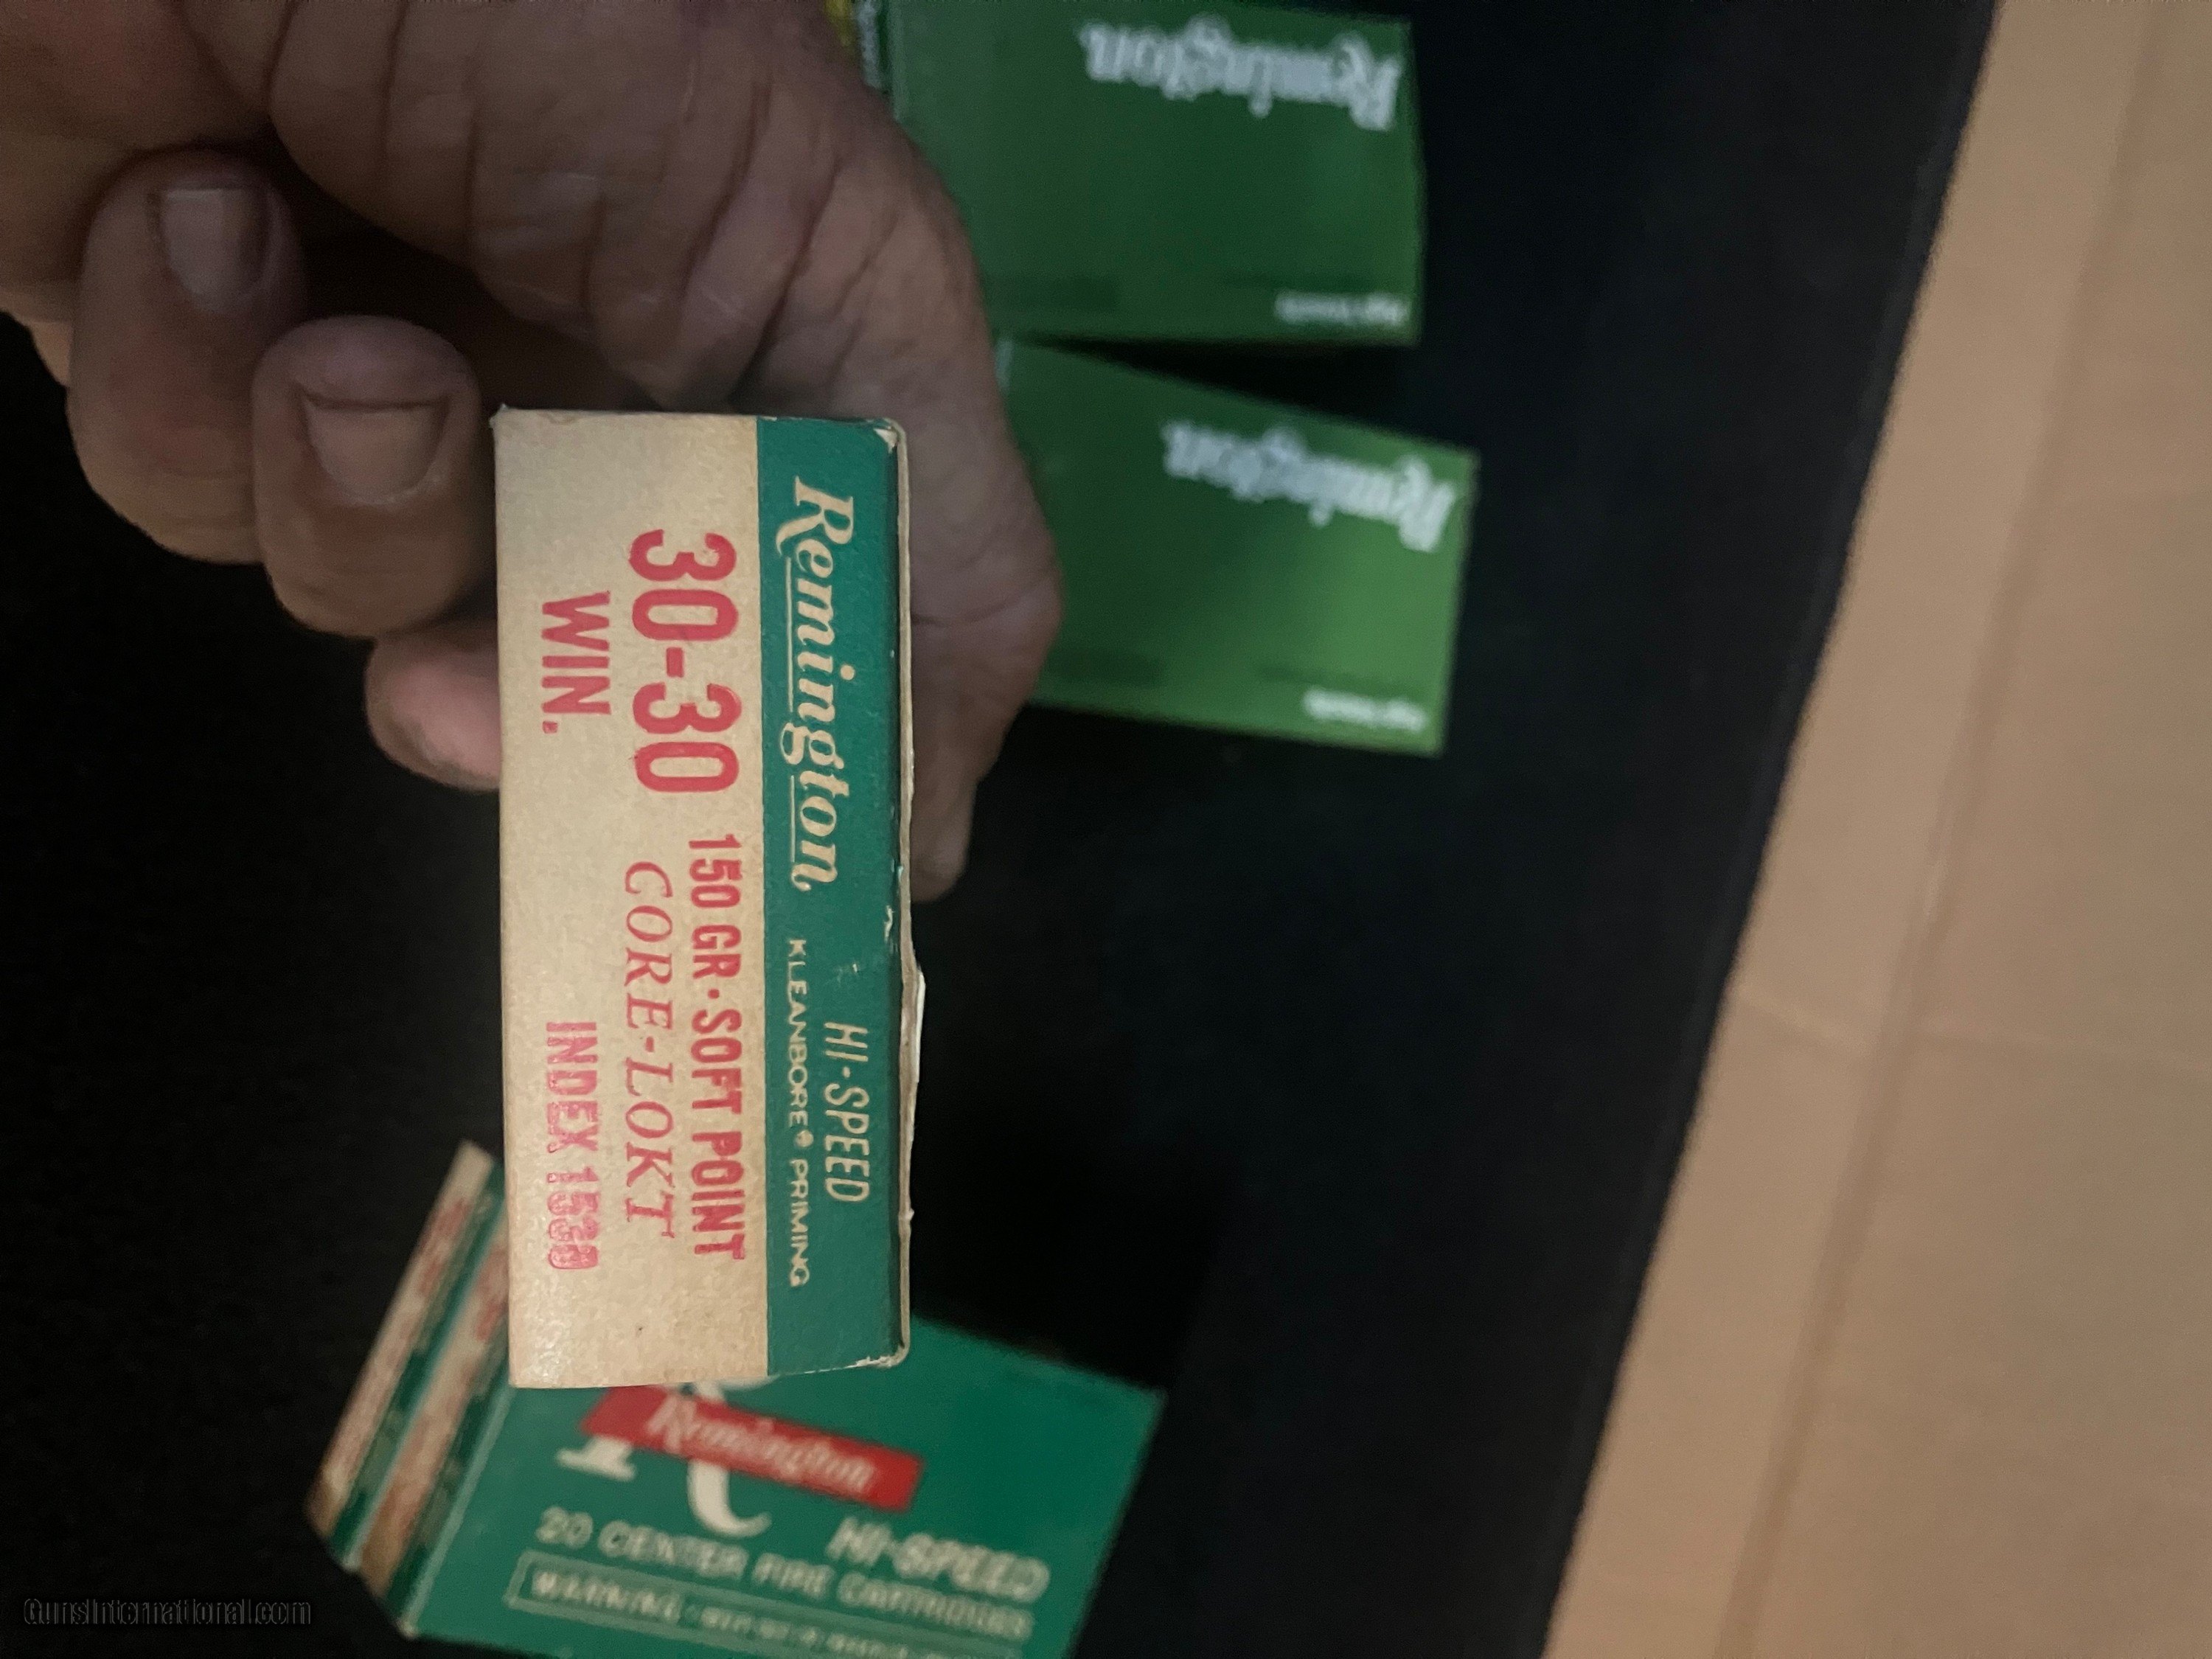 Remington
HI-SPEED
KLEANBORE PRIMING
30-30
WIN.
150 GR. SOFT POINT
CORE-LOKT
INDEX
Remington
Remington
Remington
HI-SPEED
20 CENTER FIRE CARTRIDGES
WARNING
GunsInternational.com